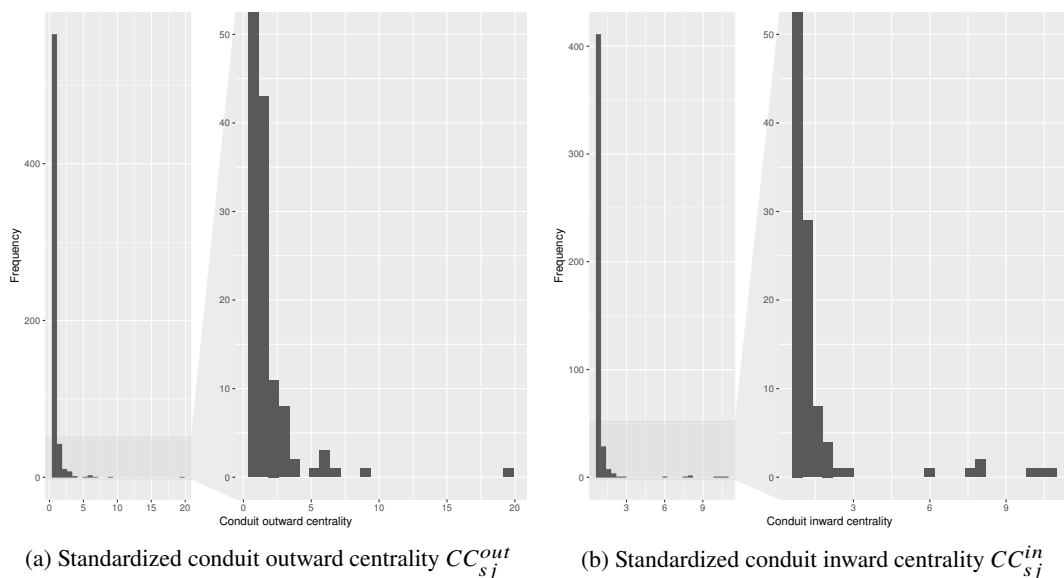 Frequency
400
200
0
0 5 10 15 20
50
40
30
20
10
0
0 5 10 15 20
Conduit outward centrality
(a) Standardized conduit outward centrality CC^{out}_{sj}
Frequency
400
300
200
100
0
3 6 9
50
40
30
20
10
0
3 6 9
Conduit inward centrality
(b) Standardized conduit inward centrality CC^{in}_{sj}